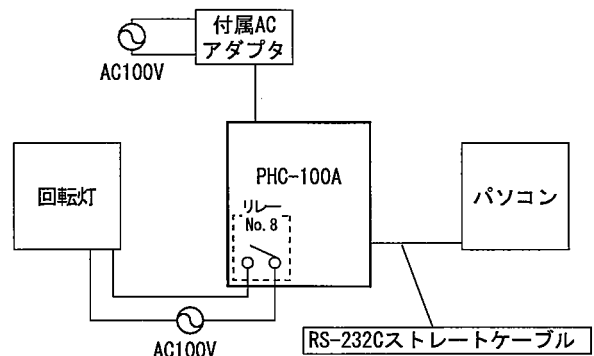 付属AC
アダプタ
AC100V
回転灯
PHC-100A
リレー
No.8
パソコン
AC100V
RS-232Cストレートケーブル